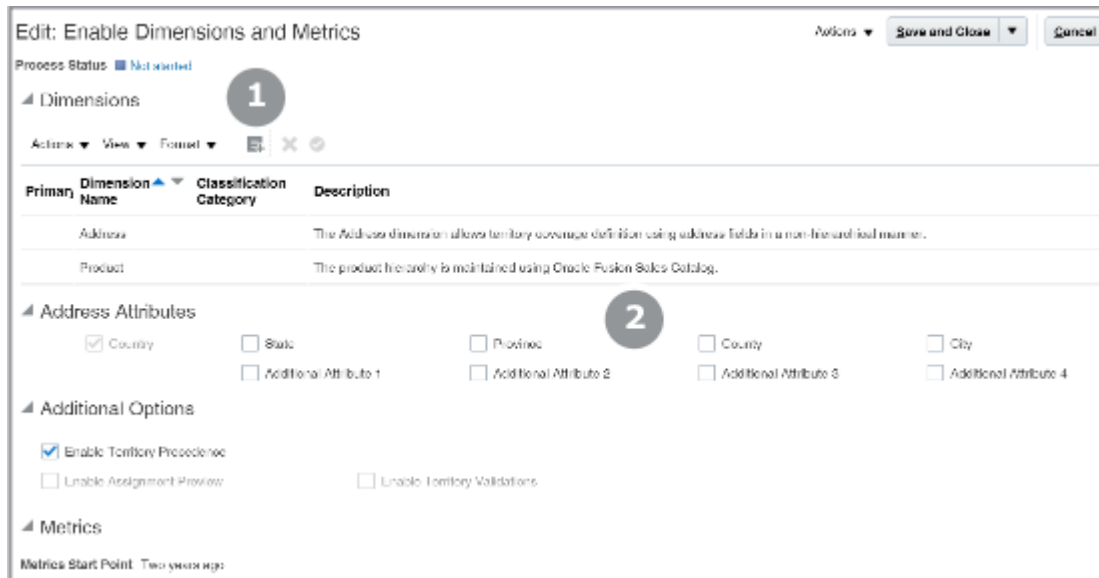 Edit: Enable Dimensions and Metrics
Actions Save and Close Cancel
Process Status Not started
1
Dimensions
Actions View Format
Primary Dimension Name Classification Category Description
Address The Address dimension allows territory coverage definition using address fields in a non-hierarchical manner.
Product The product hierarchy is maintained using Oracle Fusion Sales Catalog.
Address Attributes
2
Country State Province County City
Additional Attribute 1 Additional Attribute 2 Additional Attribute 3 Additional Attribute 4
Additional Options
Enable Territory Precedence
Enable Assignment Preview Enable Territory Validations
Metrics
Metrics Start Point Two years ago